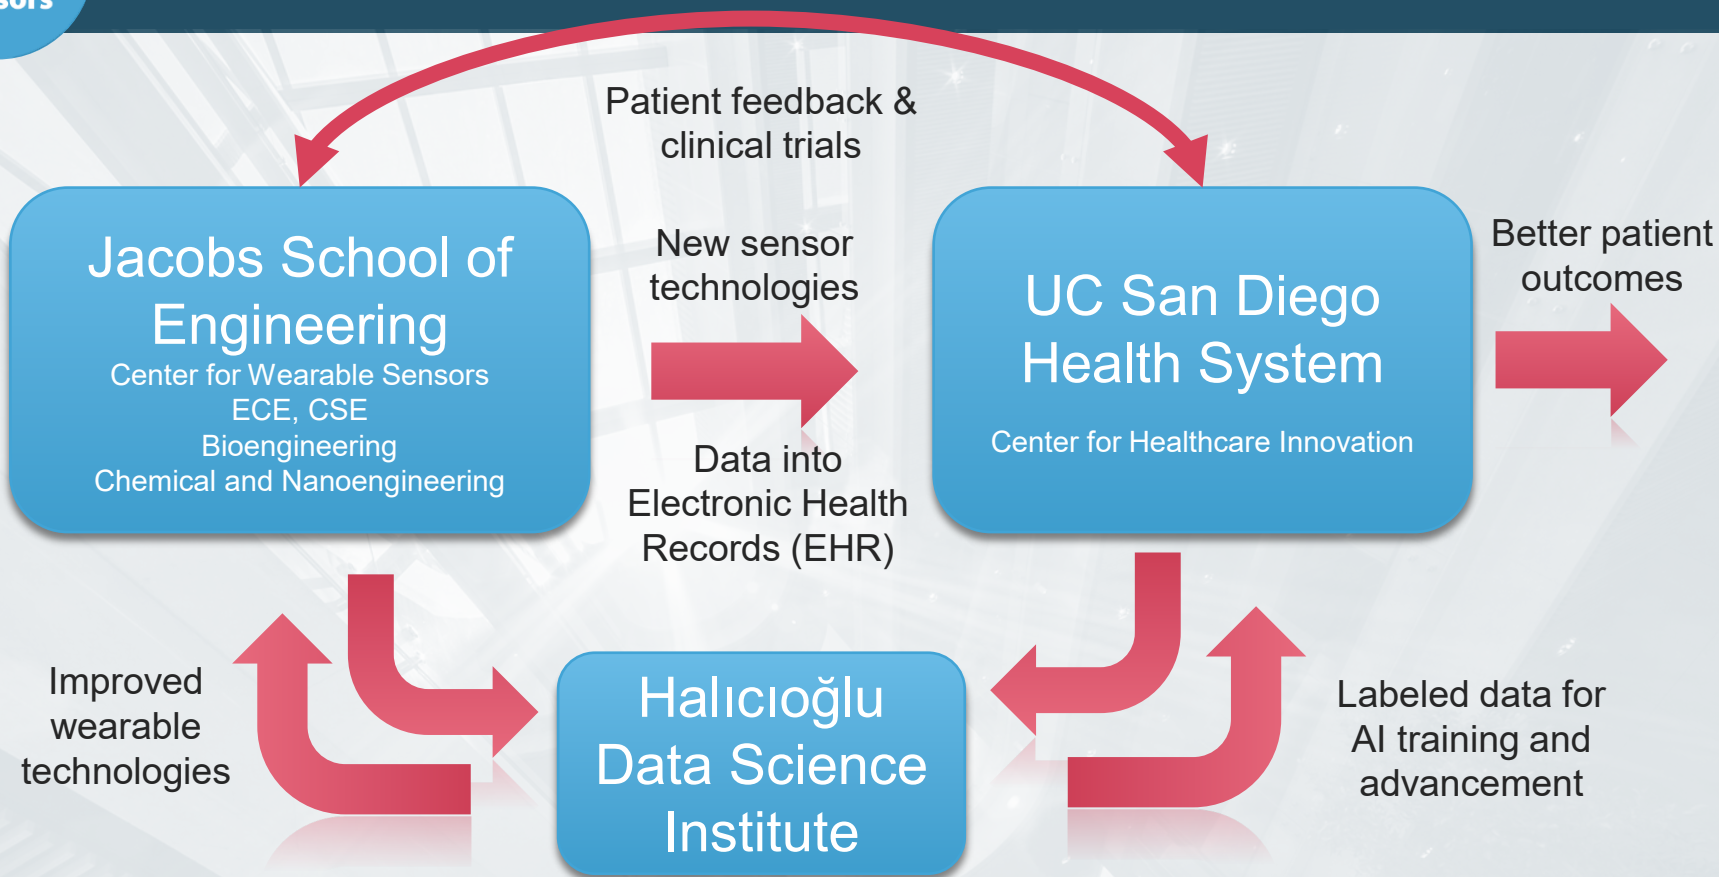 Patient feedback &
clinical trials
Jacobs School of
Engineering
Center for Wearable Sensors
ECE, CSE
Bioengineering
Chemical and Nanoengineering
New sensor
technologies
Data into
Electronic Health
Records (EHR)
UC San Diego
Health System
Center for Healthcare Innovation
Better patient
outcomes
Improved
wearable
technologies
Halıcıoğlu
Data Science
Institute
Labeled data for
AI training and
advancement